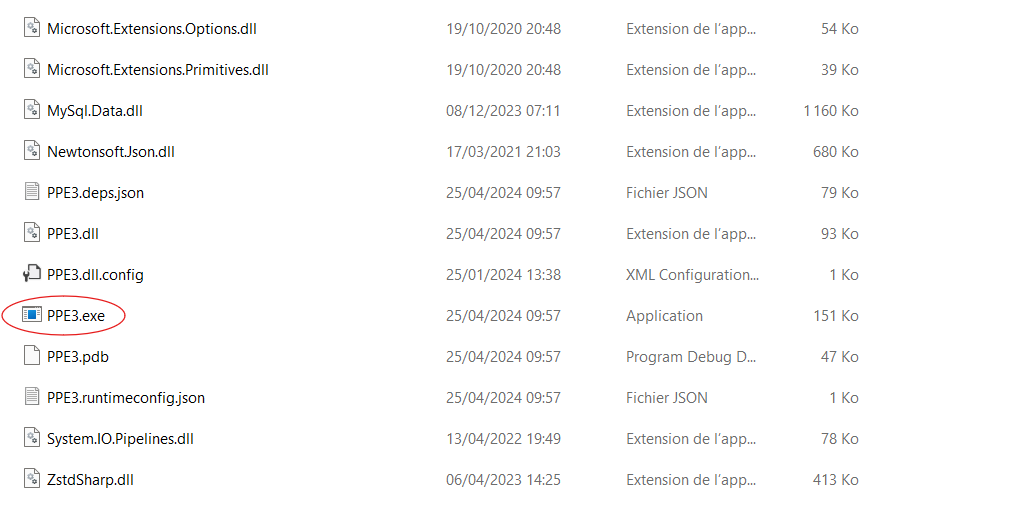 Microsoft.Extensions.Options.dll 19/10/2020 20:48 Extension de l'app... 54 Ko
Microsoft.Extensions.Primitives.dll 19/10/2020 20:48 Extension de l'app... 39 Ko
MySql.Data.dll 08/12/2023 07:11 Extension de l'app... 1 160 Ko
Newtonsoft.Json.dll 17/03/2021 21:03 Extension de l'app... 680 Ko
PPE3.deps.json 25/04/2024 09:57 Fichier JSON 79 Ko
PPE3.dll 25/04/2024 09:57 Extension de l'app... 93 Ko
PPE3.dll.config 25/01/2024 13:38 XML Configuration... 1 Ko
PPE3.exe 25/04/2024 09:57 Application 151 Ko
PPE3.pdb 25/04/2024 09:57 Program Debug D... 47 Ko
PPE3.runtimeconfig.json 25/04/2024 09:57 Fichier JSON 1 Ko
System.IO.Pipelines.dll 13/04/2022 19:49 Extension de l'app... 78 Ko
ZstdSharp.dll 06/04/2023 14:25 Extension de l'app... 413 Ko